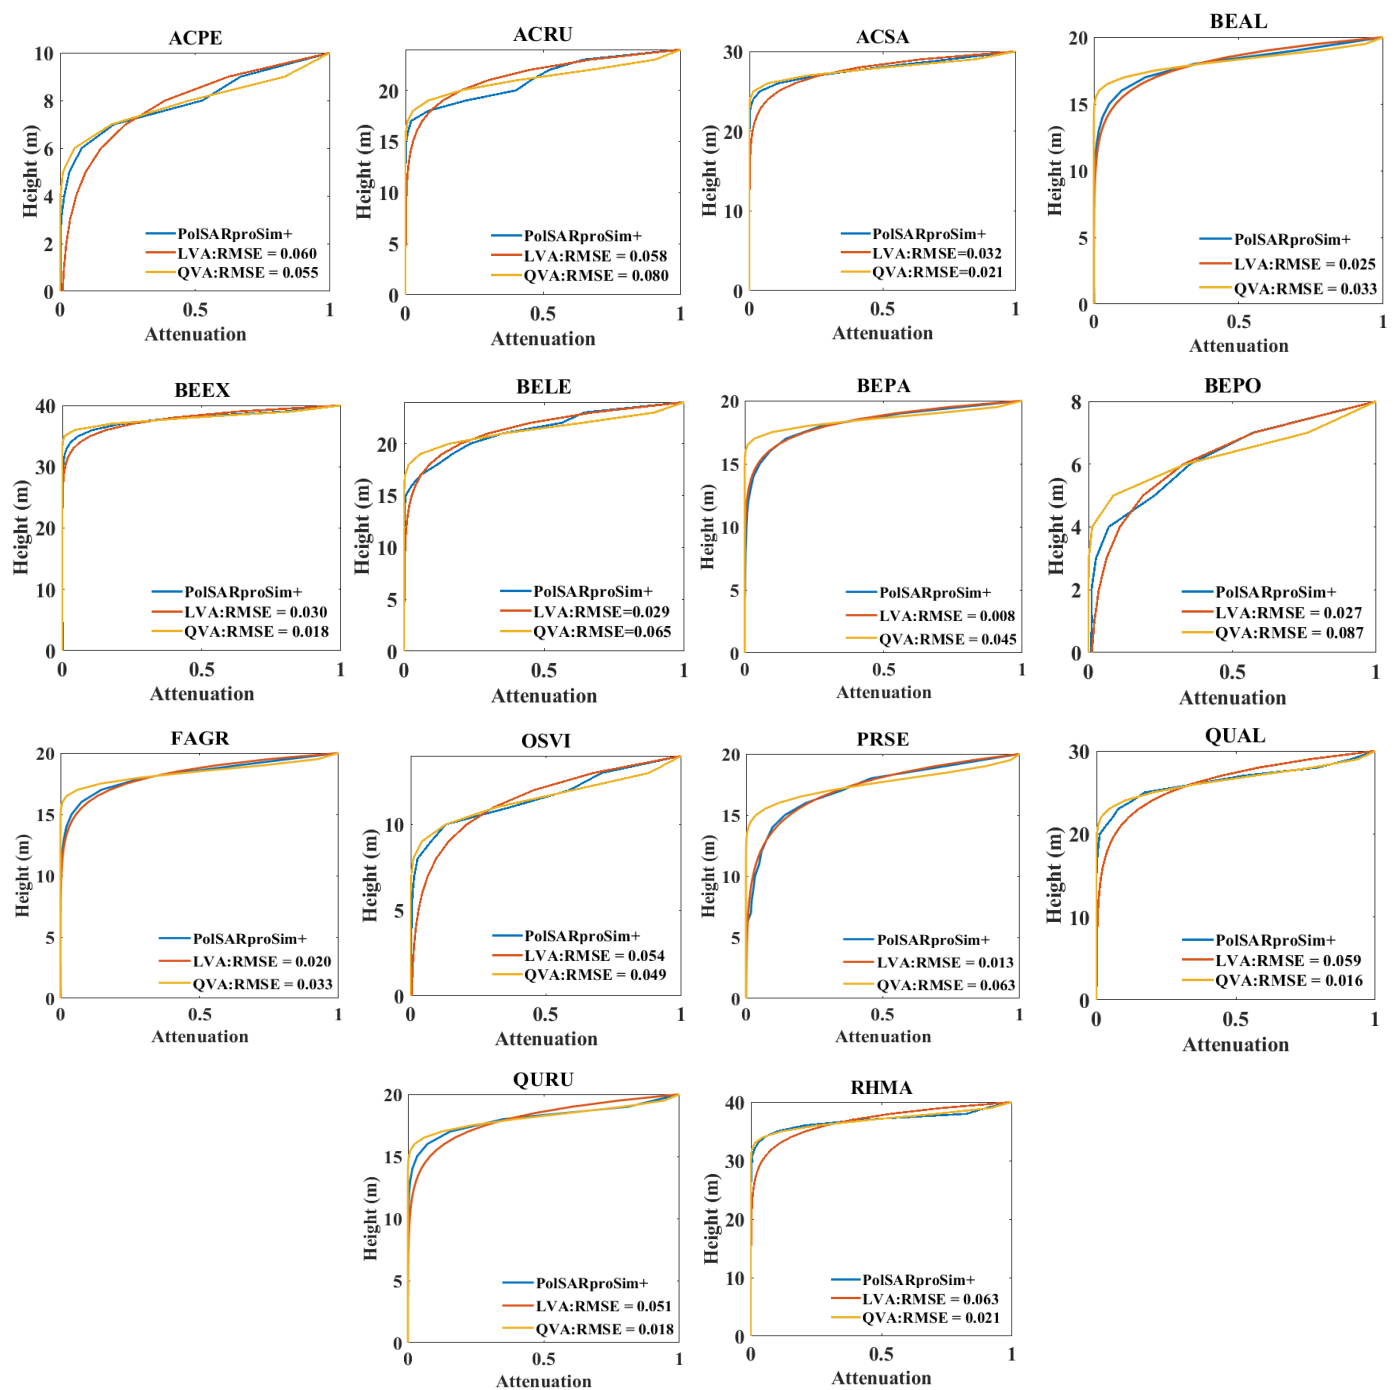 ACPE
10
8
6
4
2
0
Height (m)
PolSARproSim+
LVA:RMSE = 0.060
QVA:RMSE = 0.055
0 0.5 1
Attenuation
ACRU
20
15
10
5
0
Height (m)
PolSARproSim+
LVA:RMSE = 0.058
QVA:RMSE = 0.080
0 0.5 1
Attenuation
ACSA
30
20
10
0
Height (m)
PolSARproSim+
LVA:RMSE=0.032
QVA:RMSE=0.021
0 0.5 1
Attenuation
BEAL
20
15
10
5
0
Height (m)
PolSARproSim+
LVA:RMSE = 0.025
QVA:RMSE = 0.033
0 0.5 1
Attenuation
BEEX
40
30
20
10
0
Height (m)
PolSARproSim+
LVA:RMSE = 0.030
QVA:RMSE = 0.018
0 0.5 1
Attenuation
BELE
20
15
10
5
0
Height (m)
PolSARproSim+
LVA:RMSE=0.029
QVA:RMSE=0.065
0 0.5 1
Attenuation
BEPA
20
15
10
5
0
Height (m)
PolSARproSim+
LVA:RMSE = 0.008
QVA:RMSE = 0.045
0 0.5 1
Attenuation
BEPO
8
6
4
2
0
Height (m)
PolSARproSim+
LVA:RMSE = 0.027
QVA:RMSE = 0.087
0 0.5 1
Attenuation
FAGR
20
15
10
5
0
Height (m)
PolSARproSim+
LVA:RMSE = 0.020
QVA:RMSE = 0.033
0 0.5 1
Attenuation
OSVI
10
5
0
Height (m)
PolSARproSim+
LVA:RMSE = 0.054
QVA:RMSE = 0.049
0 0.5 1
Attenuation
PRSE
20
15
10
5
0
Height (m)
PolSARproSim+
LVA:RMSE = 0.013
QVA:RMSE = 0.063
0 0.5 1
Attenuation
QUAL
30
20
10
0
Height (m)
PolSARproSim+
LVA:RMSE = 0.059
QVA:RMSE = 0.016
0 0.5 1
Attenuation
QURU
20
15
10
5
0
Height (m)
PolSARproSim+
LVA:RMSE = 0.051
QVA:RMSE = 0.018
0 0.5 1
Attenuation
RHMA
40
30
20
10
0
Height (m)
PolSARproSim+
LVA:RMSE = 0.063
QVA:RMSE = 0.021
0 0.5 1
Attenuation